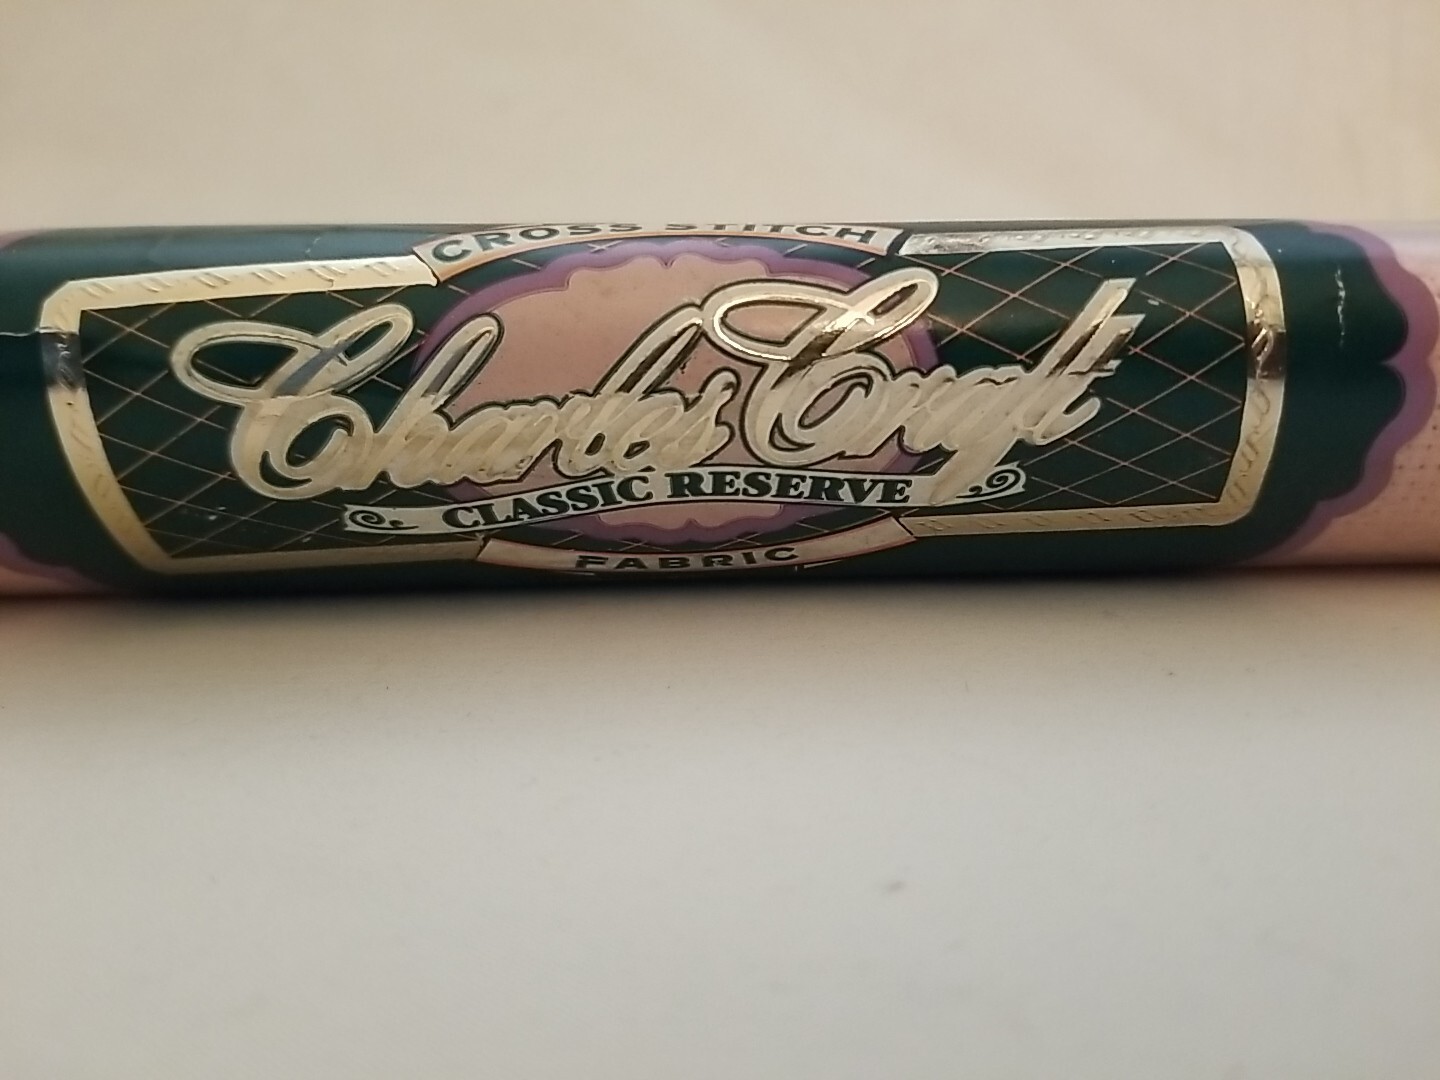 CROSS STITCH
Charles Craft
CLASSIC RESERVE
FABRIC